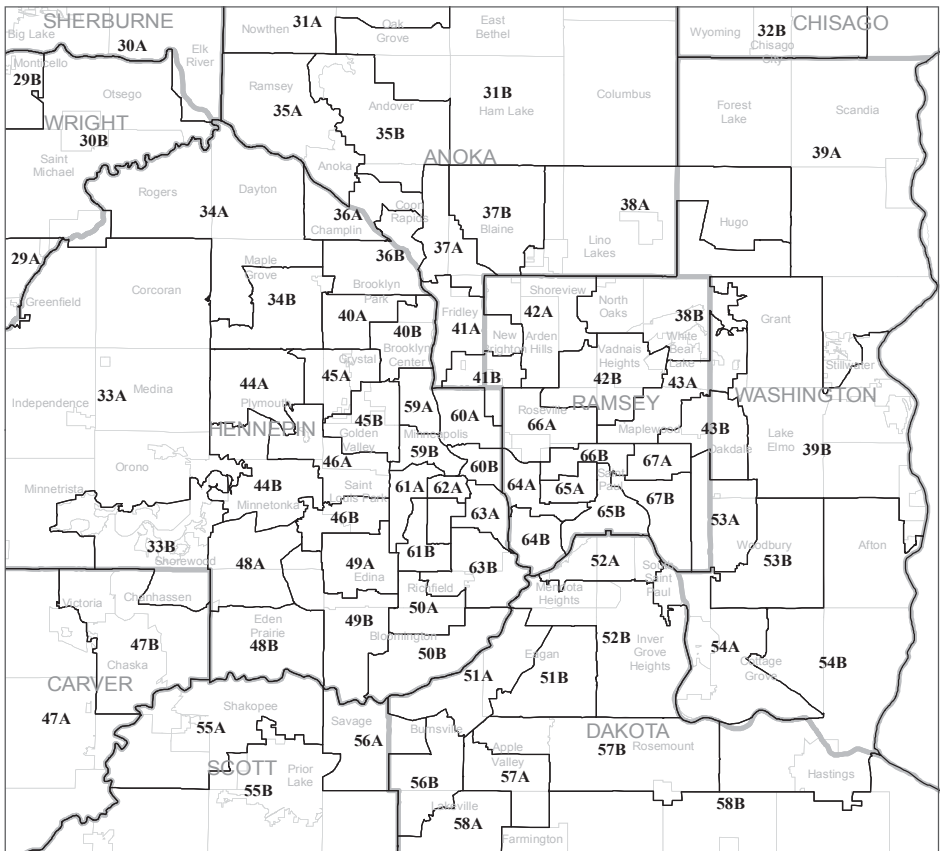 SHERBURNE
31A
CHISAGO
Big Lake
30A
Nowthen
Oak
Grove
East
Bethel
Wyoming
32B
Chisago
City
Elk
River
Monticello
29B
Otsego
Ramsey
35A
Andover
31B
Ham Lake
Columbus
Forest
Lake
Scandia
WRIGHT
30B
35B
39A
Saint
Michael
Anoka
ANOKA
Rogers
Dayton
34A
36A
Champlin
Coon
Rapids
37B
Blaine
38A
Hugo
36B
37A
Lino
Lakes
29A
Maple
Grove
Greenfield
Corcoran
34B
Brooklyn
Park
Shoreview
42A
North
Oaks
40A
40B
Fridley
41A
38B
Grant
New
Brighton
Arden
Hills
White
Bear
Lake
Brooklyn
Center
Vadnais
Heights
Stillwater
Crystal
45A
41B
42B
43A
33A
Medina
44A
Plymouth
Independence
59A
60A
Roseville
66A
RAMSEY
WASHINGTON
45B
HENNEPIN
Golden
Valley
Minneapolis
Maplewood
43B
Oakdale
Lake
Elmo
39B
46A
59B
66B
Orono
60B
67A
Saint
Paul
Minnetrista
44B
Minnetonka
Saint
Louis Park
61A
62A
64A
65A
67B
46B
63A
65B
53A
33B
Shorewood
48A
49A
Edina
61B
63B
64B
52A
Woodbury
53B
Afton
Victoria
Chanhassen
Richfield
50A
Mendota
Heights
South
Saint
Paul
47B
Chaska
Eden
Prairie
48B
49B
Bloomington
50B
52B
Inver
Grove
Heights
54A
Cottage
Grove
54B
CARVER
47A
Eagan
51A
51B
55A
Shakopee
Savage
56A
Burnsville
DAKOTA
57B
Rosemount
SCOTT
55B
Prior
Lake
Apple
Valley
57A
56B
Hastings
Lakeville
58A
58B
Farmington